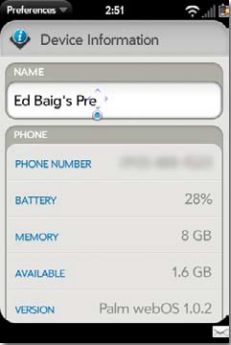 Preferences
2:51
Device Information
NAME
Ed Baig's Pre
PHONE
PHONE NUMBER
BATTERY 28%
MEMORY 8 GB
AVAILABLE 1.6 GB
VERSION Palm webOS 1.0.2